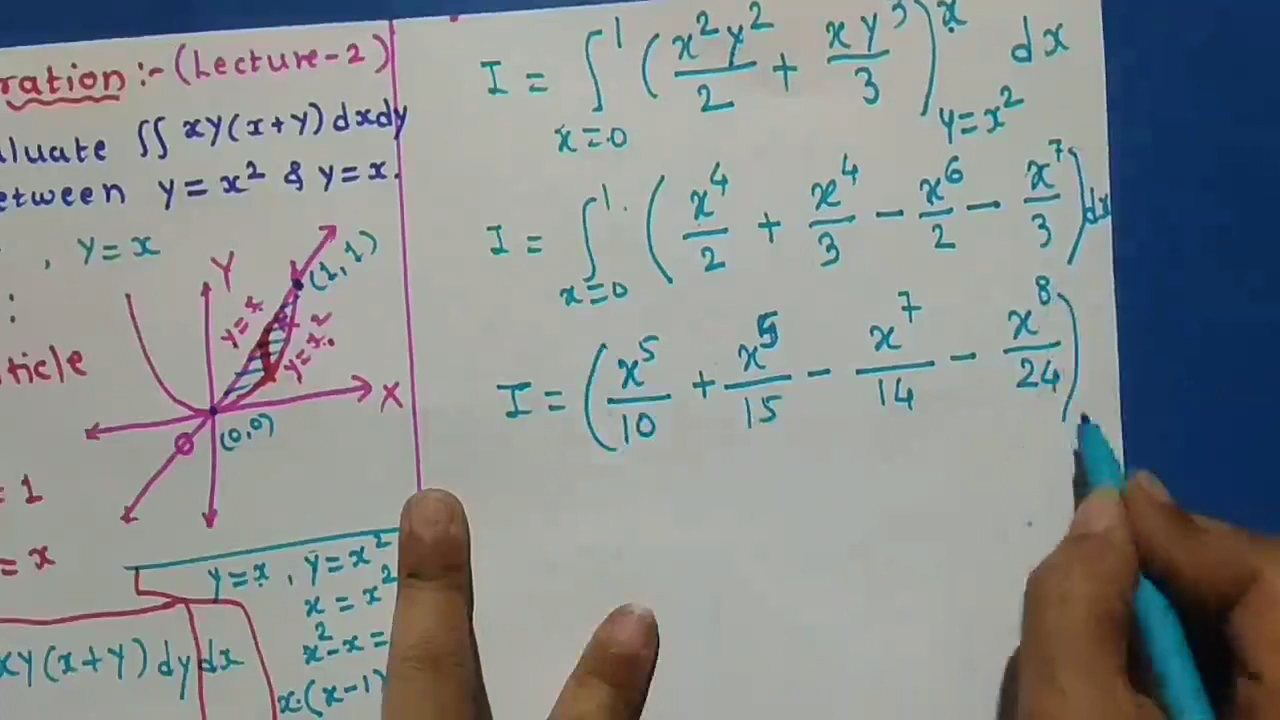 ration :- (Lecture-2)
luate ∬ xy(x+y) dxdy
etween y = x² & y = x.
, y = x
:
ticle
= 1
= x
Y
(1,1)
y = x
y = x²
X
(0,0)
y = x , y = x²
x = x²
x² - x =
x·(x-1)
xy(x+y) dy dx
I = ∫_{x=0}^{1} (x²y²/2 + xy³/3)_{y=x²}^{x} dx
I = ∫_{x=0}^{1} (x⁴/2 + x⁴/3 - x⁶/2 - x⁷/3) dx
I = (x⁵/10 + x⁵/15 - x⁷/14 - x⁸/24)